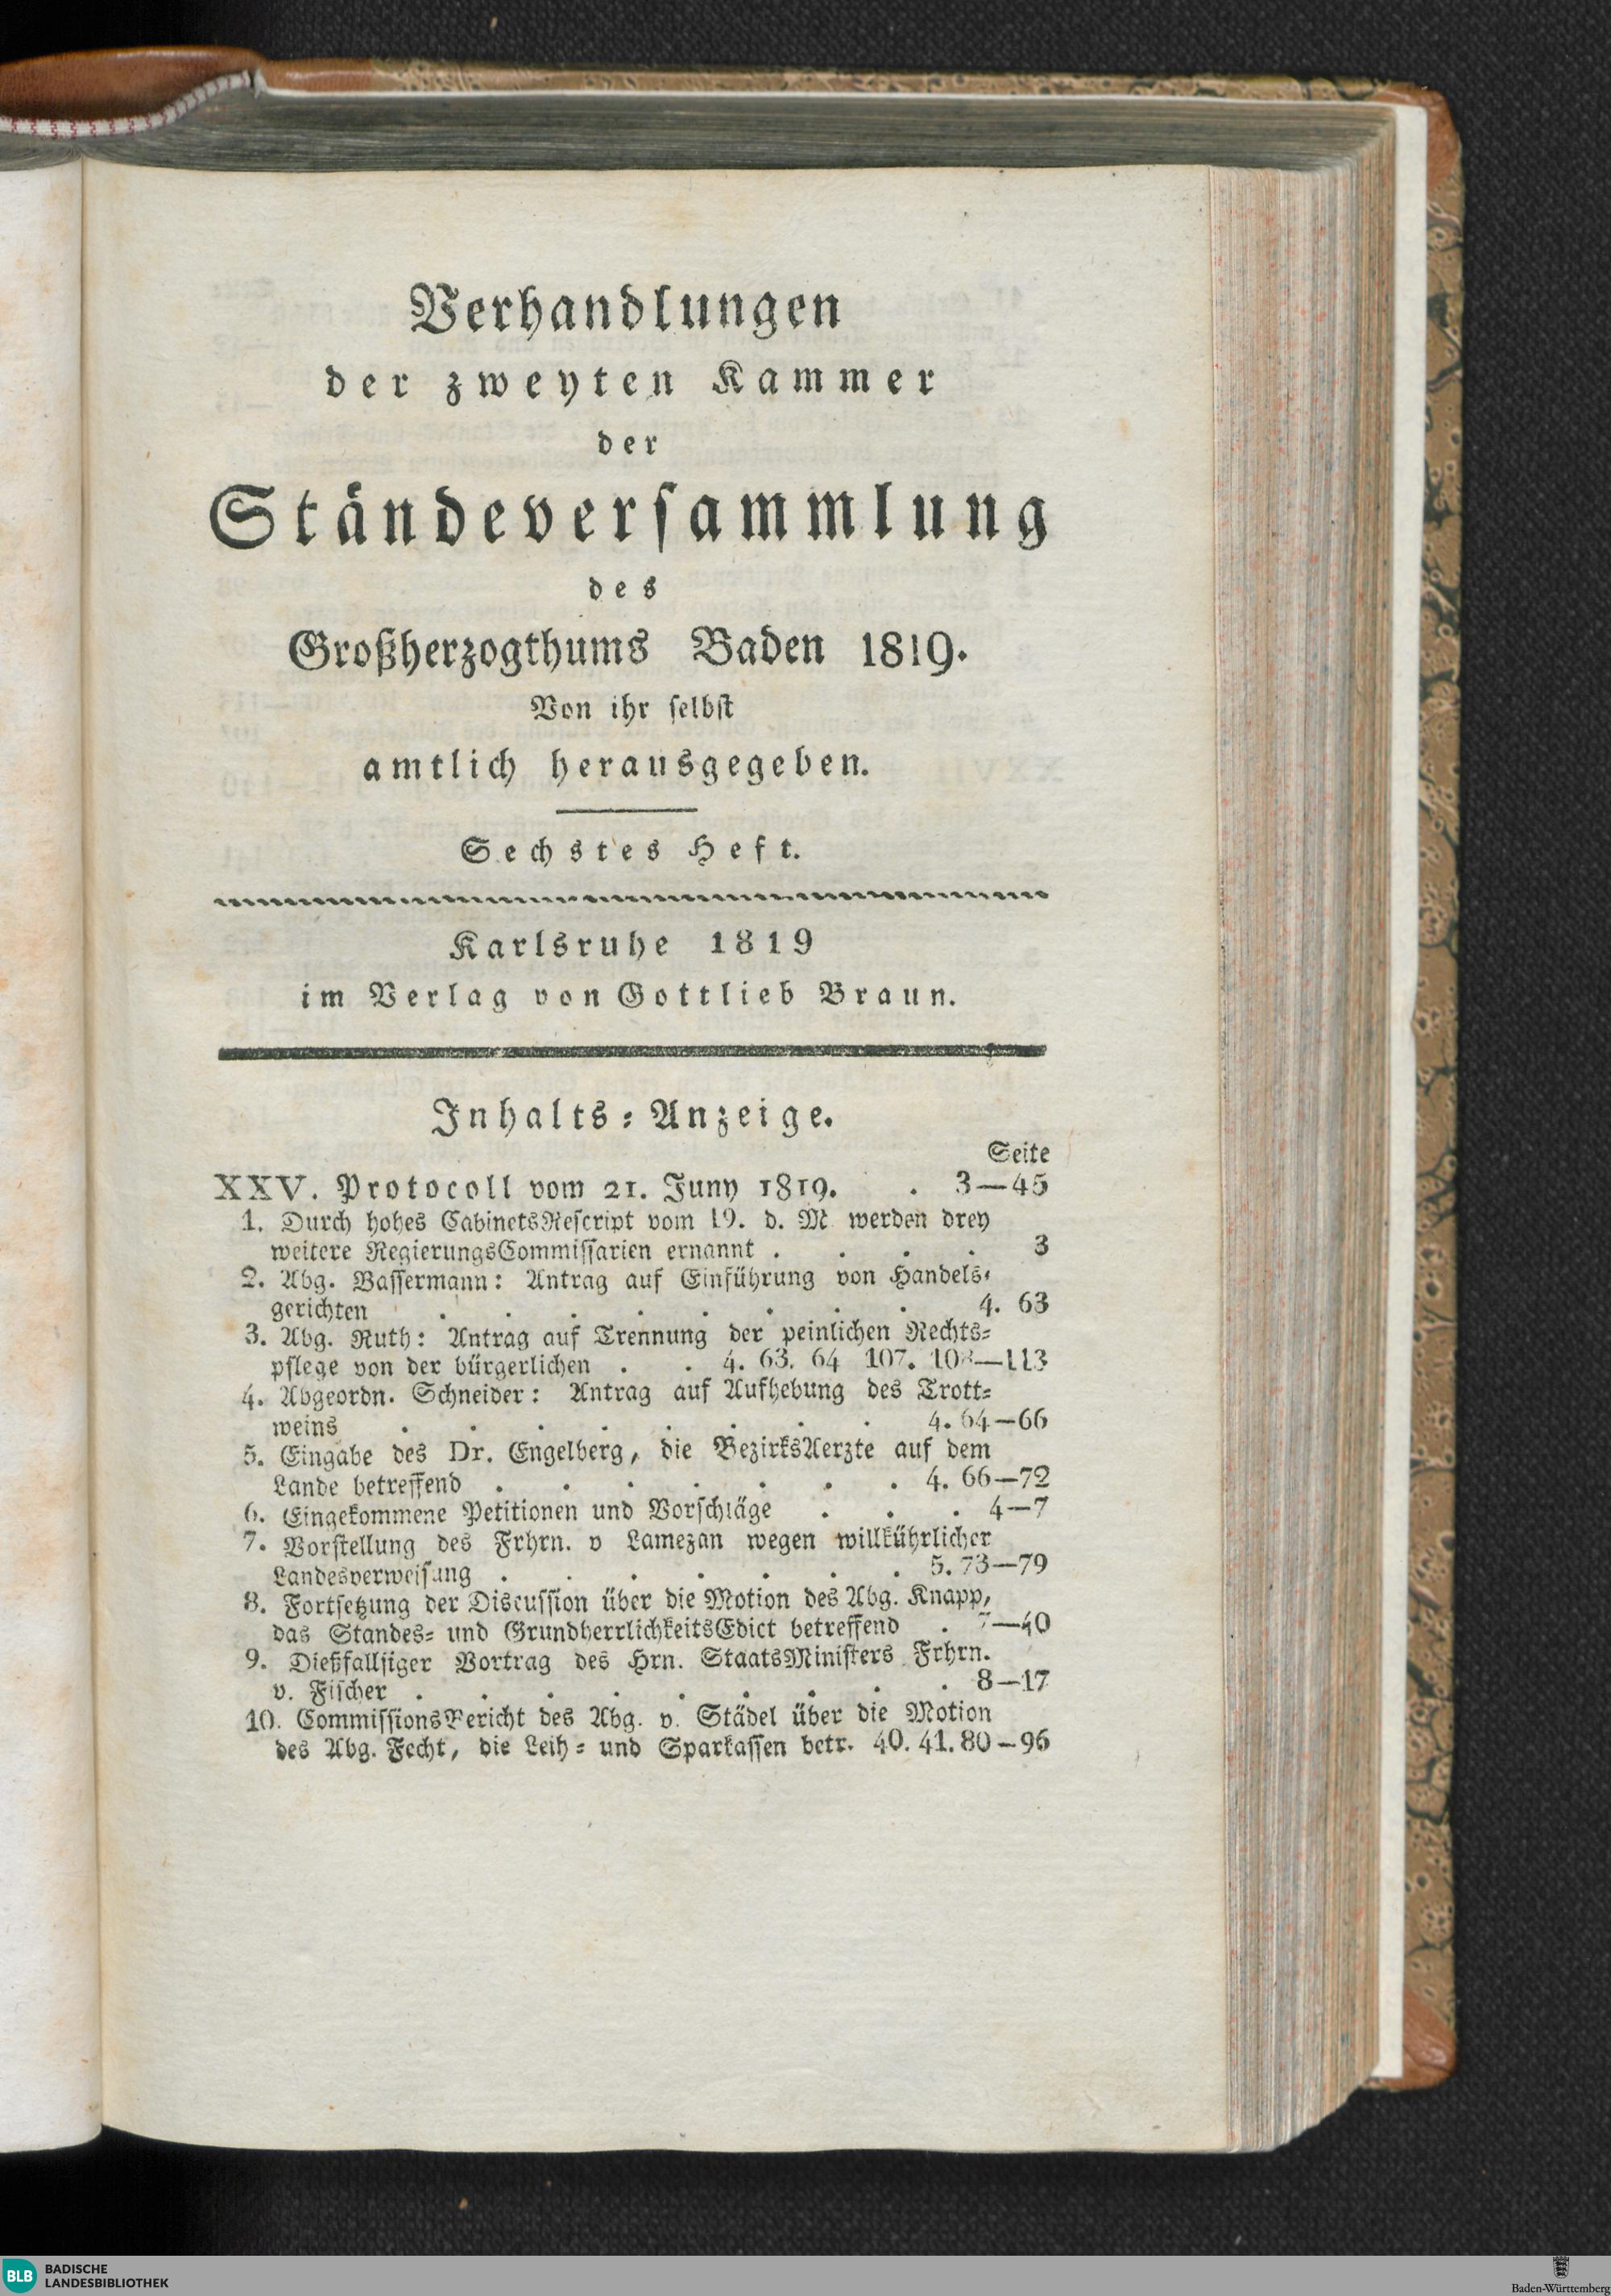 Verhandlungen
der zweyten Kammer
der
Ständeversammlung
des
Großherzogthums Baden 1819.
Von ihr selbst
amtlich herausgegeben.
Sechstes Heft.
Karlsruhe 1819
im Verlag von Gottlieb Braun.
Inhalts-Anzeige.
Seite
XXV. Protocoll vom 21. Juny 1819. . 3—45
1. Durch hohes CabinetsRescript vom 19. d. M werden drey
weitere RegierungsCommissarien ernannt . . . . 3
2. Abg. Bassermann: Antrag auf Einführung von Handels-
gerichten . . . . . . . . 4. 63
3. Abg. Ruth: Antrag auf Trennung der peinlichen Rechts-
pflege von der bürgerlichen . . 4. 63. 64 107. 108—113
4. Abgeordn. Schneider: Antrag auf Aufhebung des Trott-
weins . . . . . . . . 4. 64—66
5. Eingabe des Dr. Engelberg, die BezirksAerzte auf dem
Lande betreffend . . . . . . . 4. 66—72
6. Eingekommene Petitionen und Vorschläge . . . 4—7
7. Vorstellung des Frhrn. v Lamezan wegen willkührlicher
Landesverweisung . . . . . . . 5. 73—79
8. Fortsetzung der Discussion über die Motion des Abg. Knapp,
das Standes- und GrundherrlichkeitsEdict betreffend . 7—40
9. Dießfallsiger Vortrag des Hrn. StaatsMinisters Frhrn.
v. Fischer . . . . . . . . . 8—17
10. CommissionsBericht des Abg. v. Städel über die Motion
des Abg. Fecht, die Leih- und Sparkassen betr. 40. 41. 80—96
BLB BADISCHE
LANDESBIBLIOTHEK
Baden-Württemberg